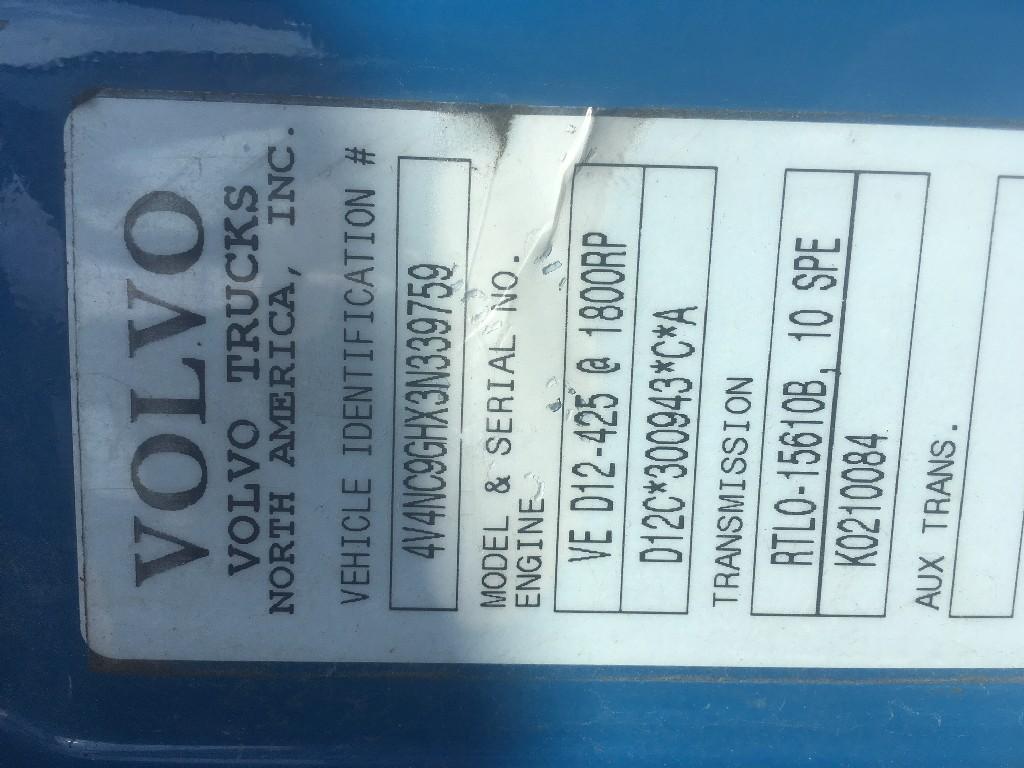 VOLVO
VOLVO TRUCKS
NORTH AMERICA, INC.
VEHICLE IDENTIFICATION #
4V4NC9GHX3N339759
MODEL & SERIAL NO.
ENGINE
VE D12-425 @ 1800RP
D12C*300943*C*A
TRANSMISSION
RTLO-15610B, 10 SPE
K0210084
AUX TRANS.